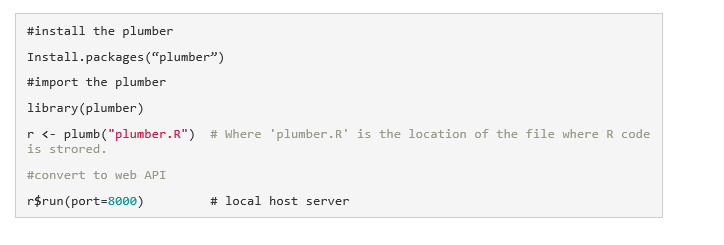 #install the plumber
Install.packages(“plumber”)
#import the plumber
library(plumber)
r <- plumb("plumber.R")  # Where 'plumber.R' is the location of the file where R code
is strored.
#convert to web API
r$run(port=8000)         # local host server